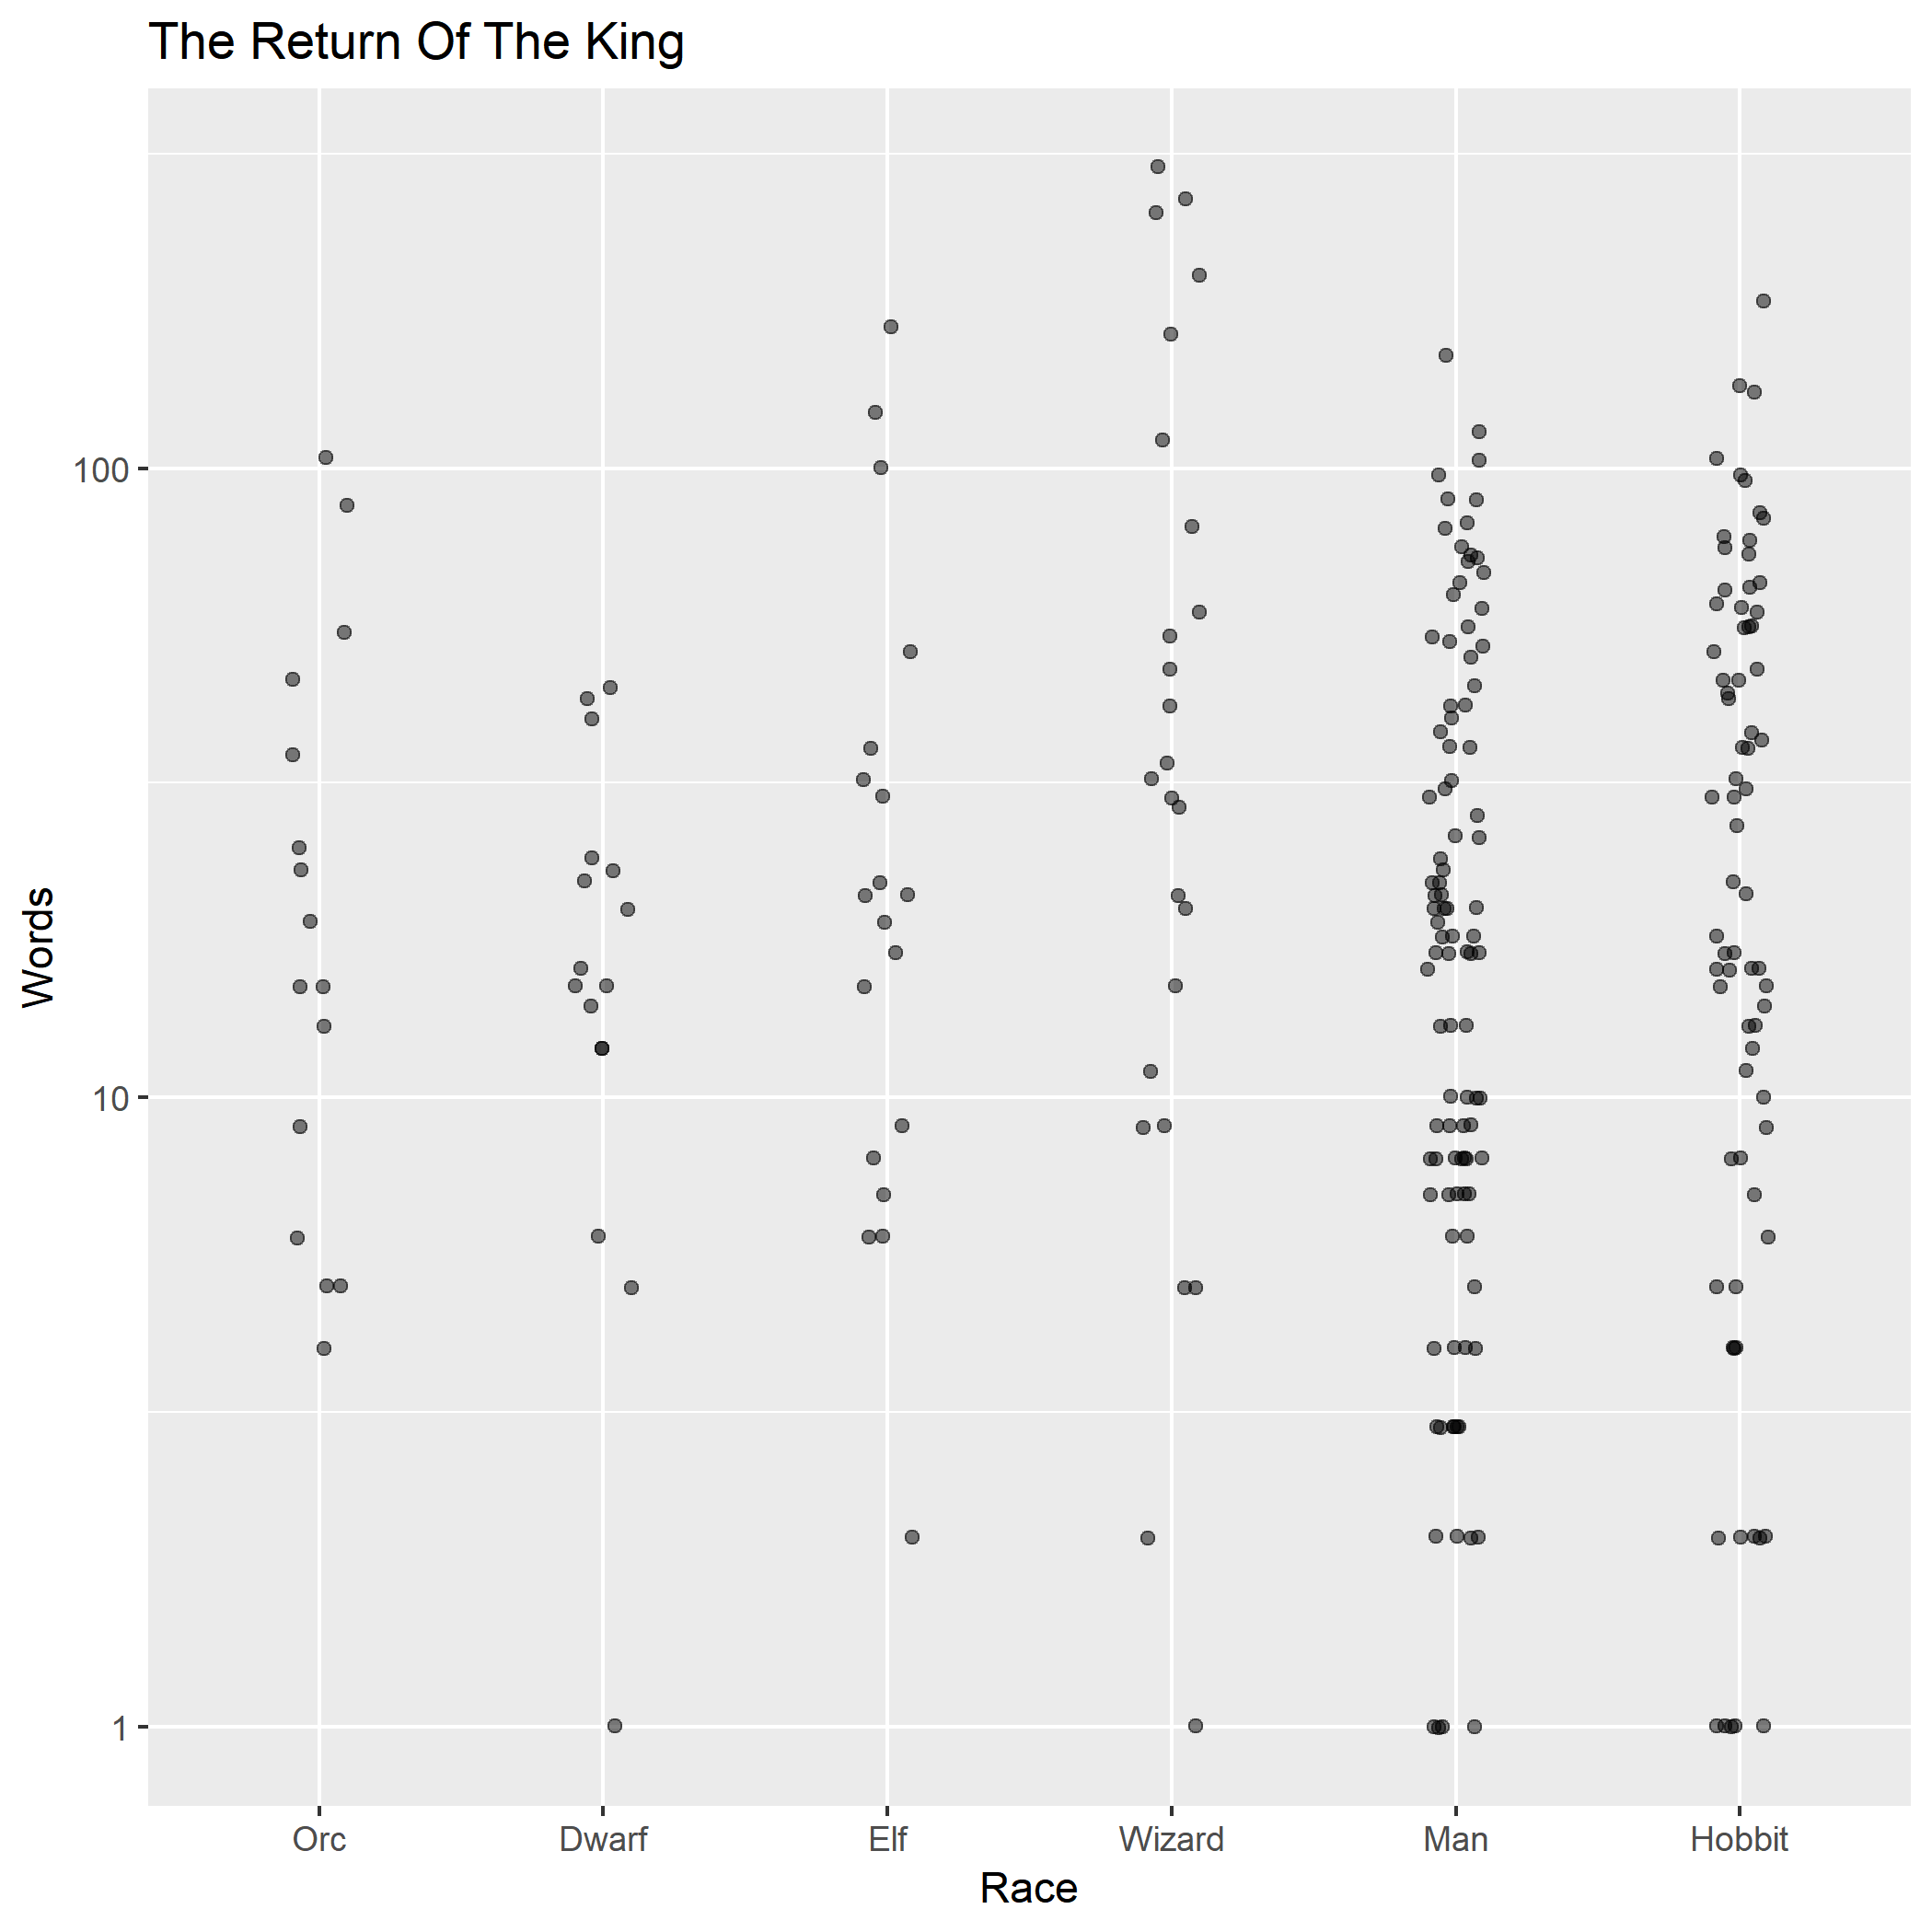 The Return Of The King
Words
100
10
1
Orc
Dwarf
Elf
Wizard
Man
Hobbit
Race